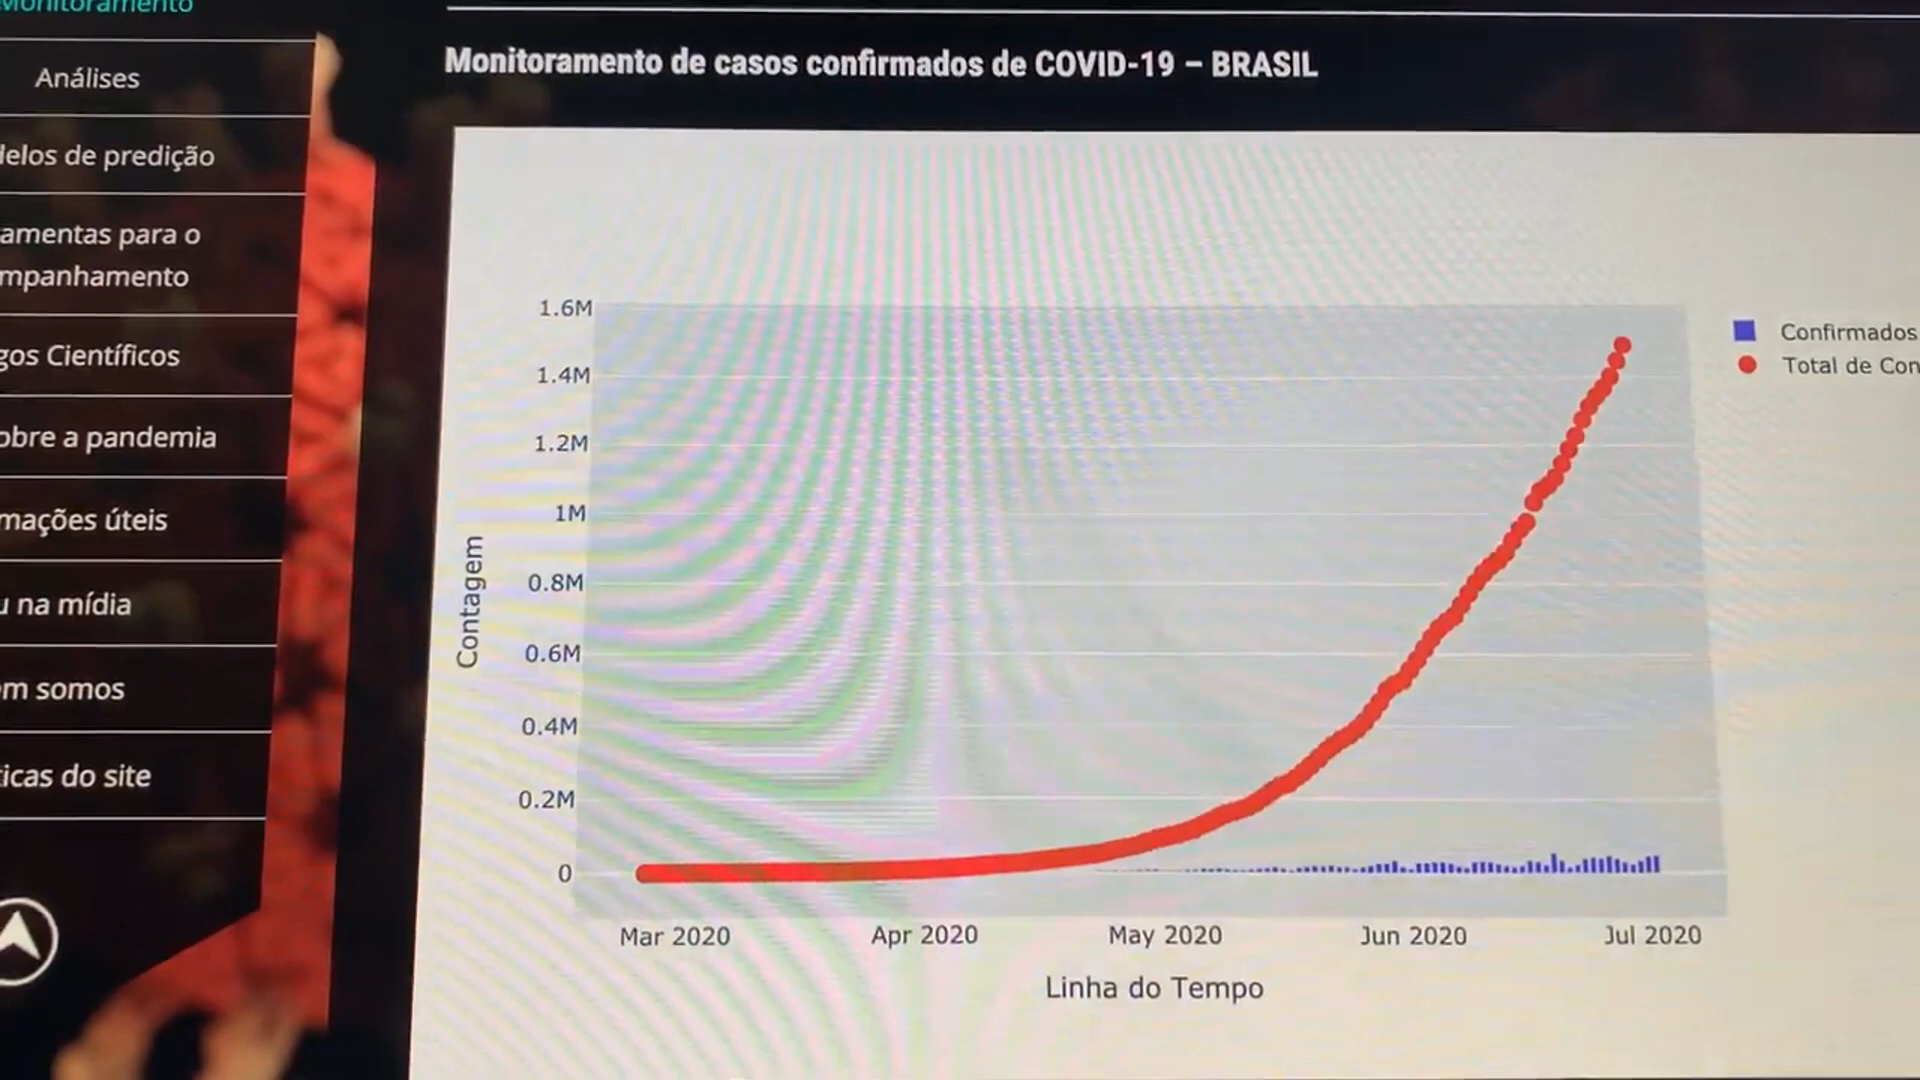 Monitoramento
Análises
delos de predição
amentas para o
mpanhamento
gos Científicos
obre a pandemia
mações úteis
u na mídia
m somos
icas do site
Monitoramento de casos confirmados de COVID-19 – BRASIL
1.6M
1.4M
1.2M
1M
0.8M
0.6M
0.4M
0.2M
0
Contagem
Mar 2020
Apr 2020
May 2020
Jun 2020
Jul 2020
Linha do Tempo
Confirmados
Total de Con